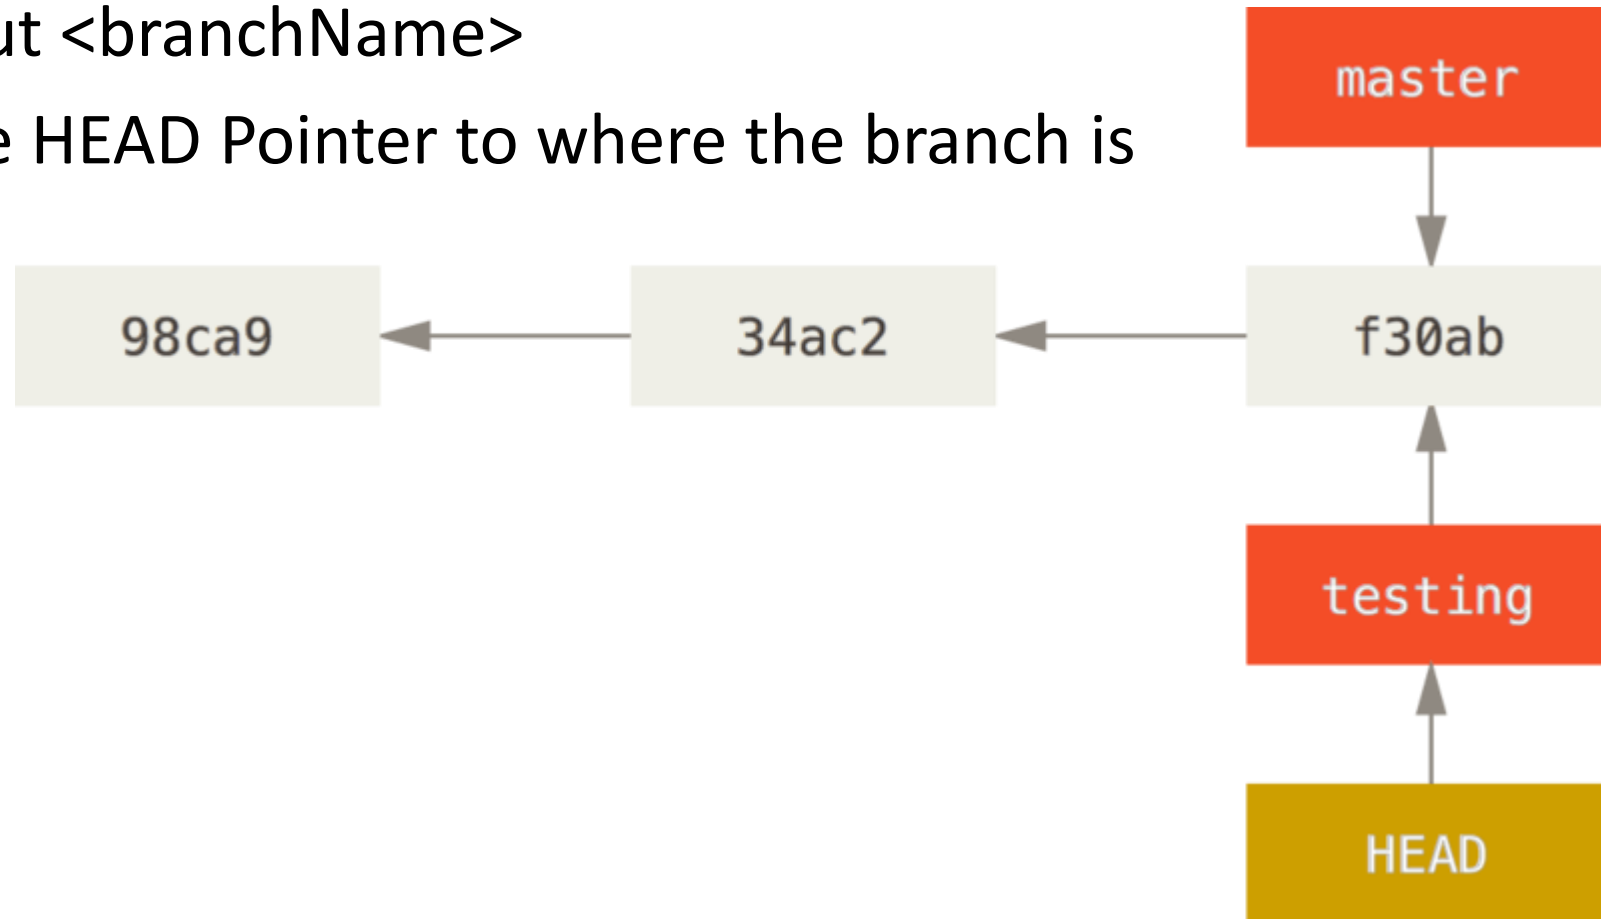 ut <branchName>
e HEAD Pointer to where the branch is
master
98ca9 34ac2 f30ab
testing
HEAD